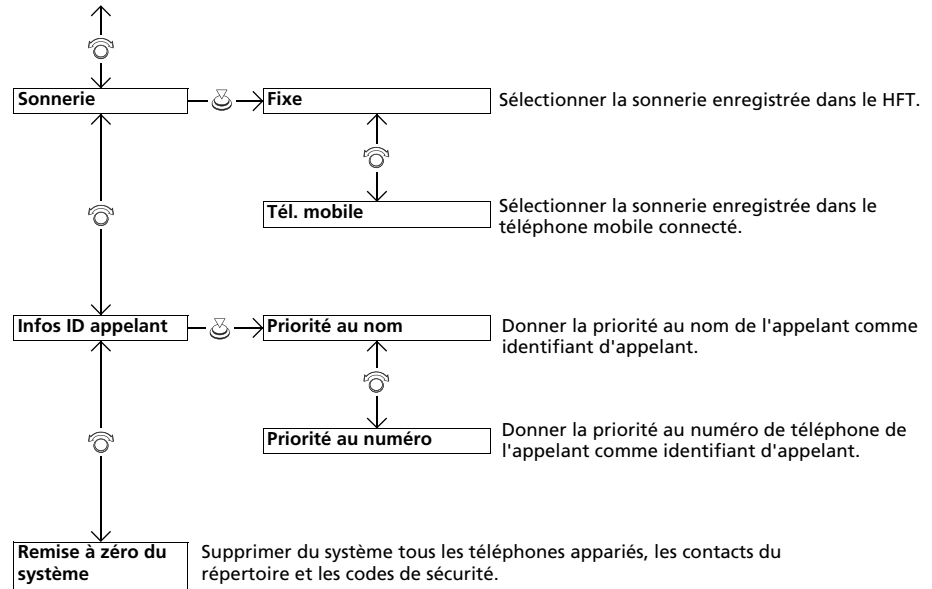 Sonnerie
Fixe
Sélectionner la sonnerie enregistrée dans le HFT.
Tél. mobile
Sélectionner la sonnerie enregistrée dans le
téléphone mobile connecté.
Infos ID appelant
Priorité au nom
Donner la priorité au nom de l'appelant comme
identifiant d'appelant.
Priorité au numéro
Donner la priorité au numéro de téléphone de
l'appelant comme identifiant d'appelant.
Remise à zéro du
système
Supprimer du système tous les téléphones appariés, les contacts du
répertoire et les codes de sécurité.